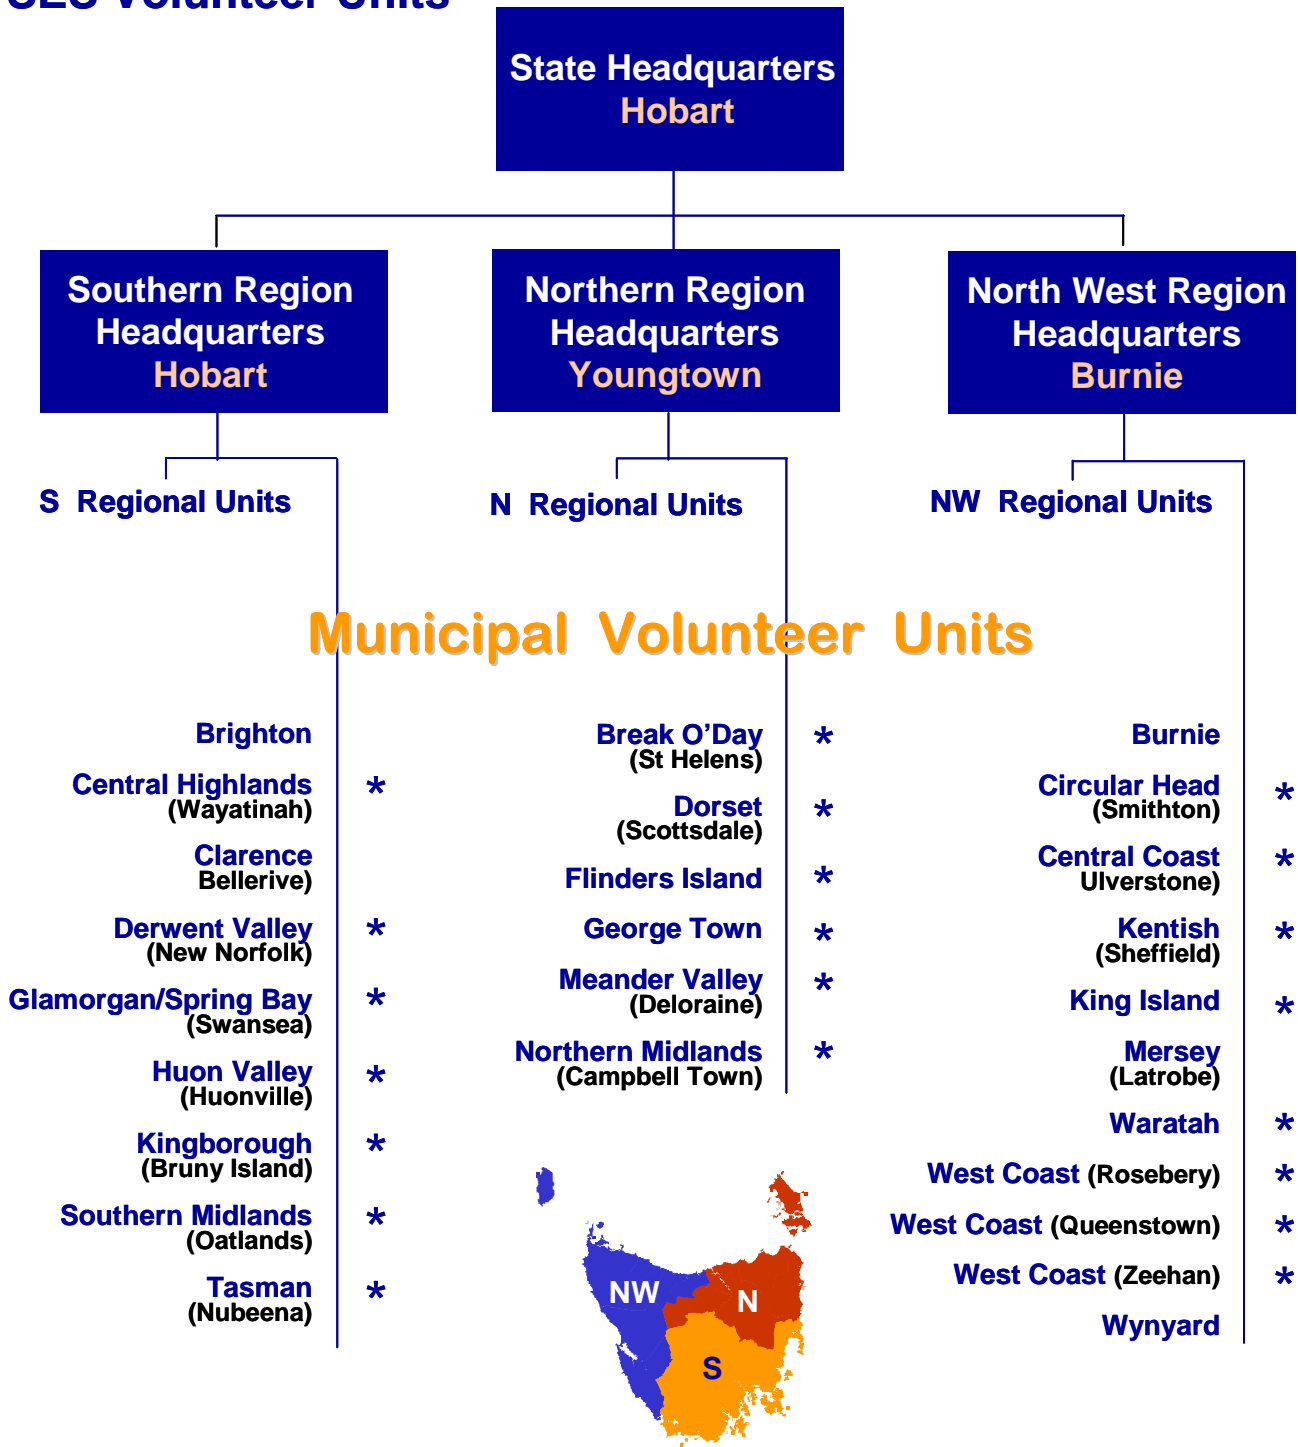 SES Volunteer Units
State Headquarters
Hobart
Southern Region
Headquarters
Hobart
Northern Region
Headquarters
Youngtown
North West Region
Headquarters
Burnie
S Regional Units
N Regional Units
NW Regional Units
Municipal Volunteer Units
Brighton
Central Highlands *
(Wayatinah)
Clarence
Bellerive)
Derwent Valley *
(New Norfolk)
Glamorgan/Spring Bay *
(Swansea)
Huon Valley *
(Huonville)
Kingborough *
(Bruny Island)
Southern Midlands *
(Oatlands)
Tasman *
(Nubeena)
Break O'Day *
(St Helens)
Dorset *
(Scottsdale)
Flinders Island *
George Town *
Meander Valley *
(Deloraine)
Northern Midlands *
(Campbell Town)
Burnie
Circular Head *
(Smithton)
Central Coast *
Ulverstone)
Kentish *
(Sheffield)
King Island *
Mersey
(Latrobe)
Waratah *
West Coast (Rosebery) *
West Coast (Queenstown) *
West Coast (Zeehan) *
Wynyard
NW
N
S